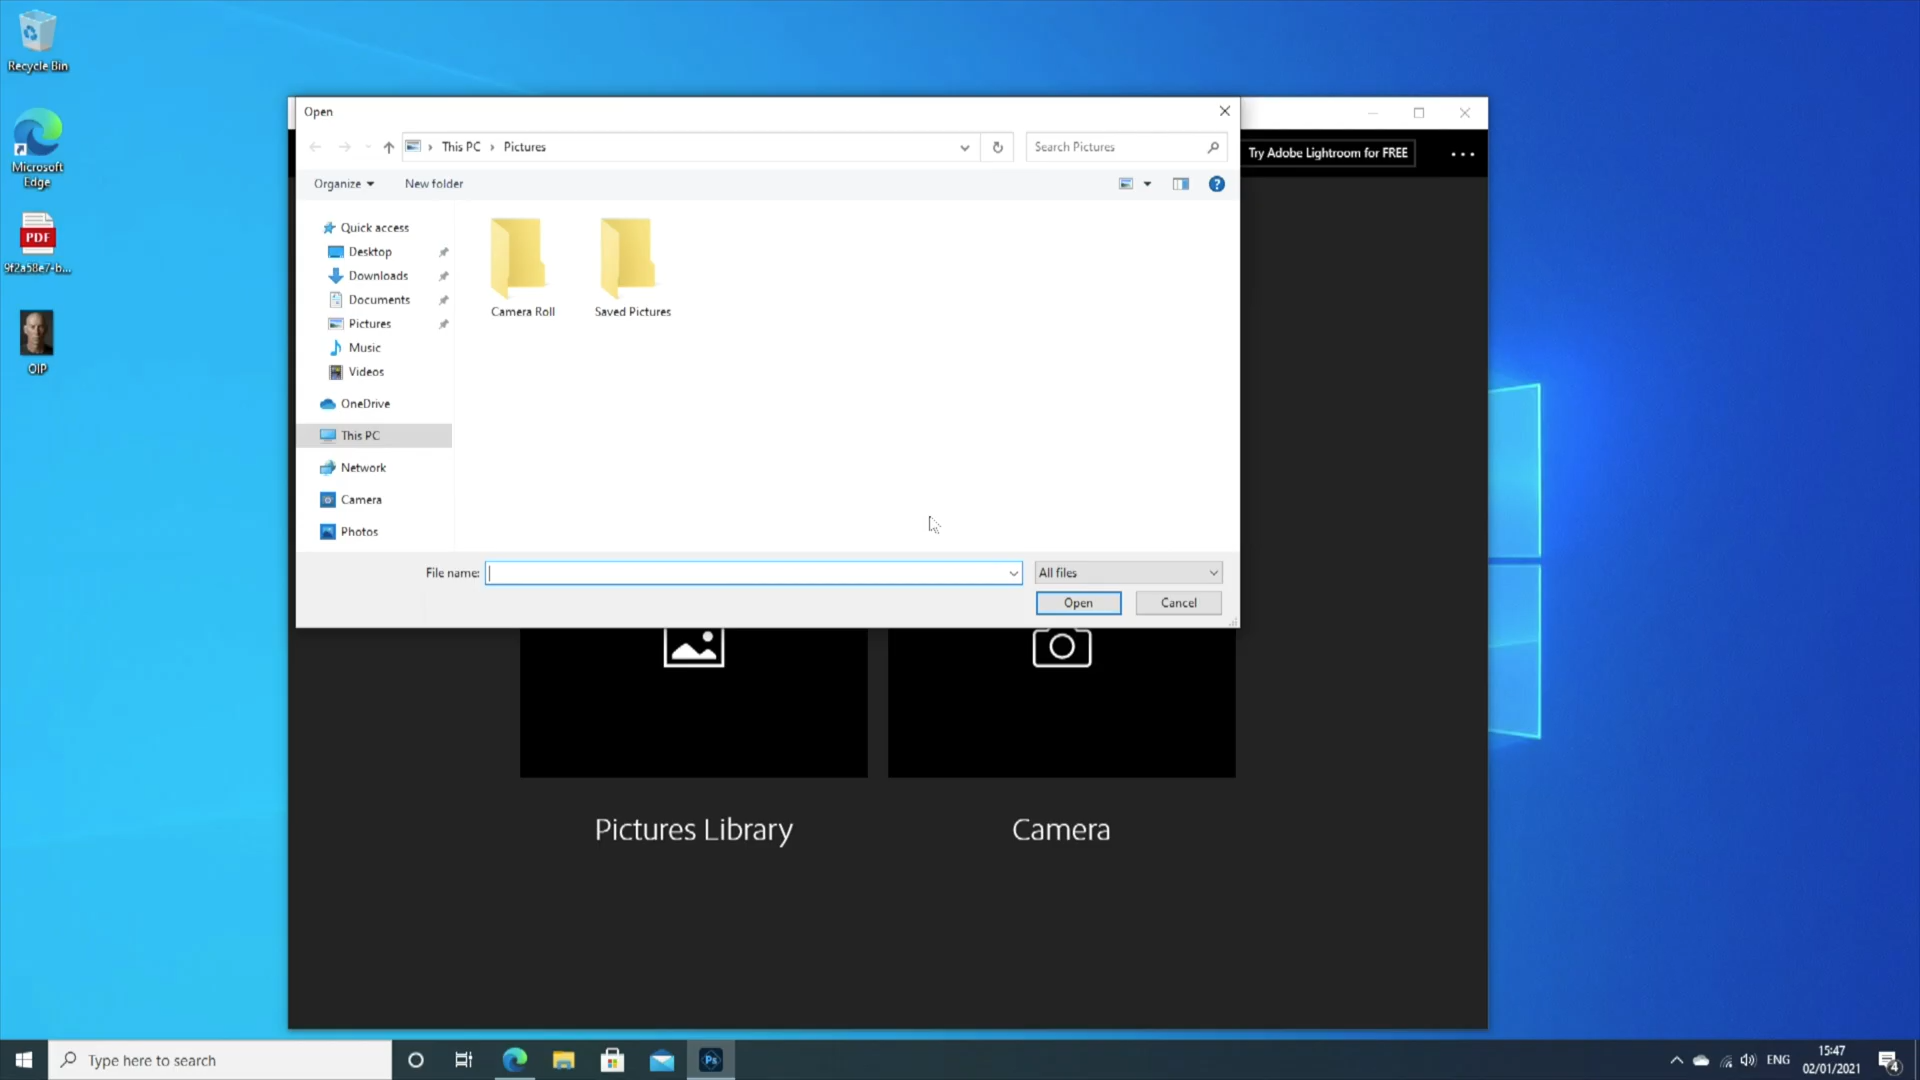 Recycle Bin
Microsoft
Edge
PDF
9f2a58e7-b...
OIP
Open
This PC
Pictures
Search Pictures
Try Adobe Lightroom for FREE
Organize
New folder
Quick access
Desktop
Downloads
Documents
Pictures
Music
Videos
OneDrive
This PC
Network
Camera
Photos
Camera Roll
Saved Pictures
File name:
All files
Open
Cancel
Pictures Library
Camera
Type here to search
Ps
ENG
15:47
02/01/2021
4